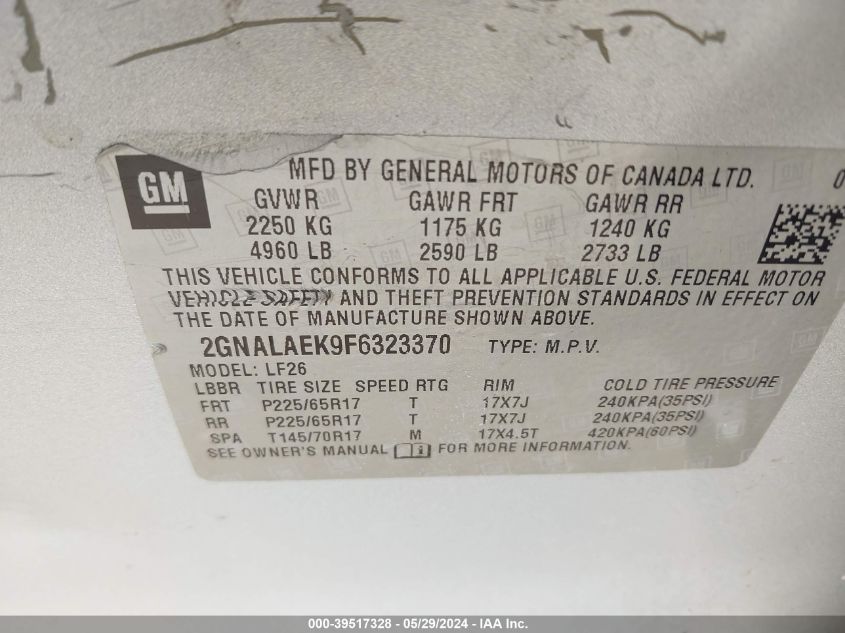 GM
MFD BY GENERAL MOTORS OF CANADA LTD. 0
GVWR GAWR FRT GAWR RR
2250 KG 1175 KG 1240 KG
4960 LB 2590 LB 2733 LB
THIS VEHICLE CONFORMS TO ALL APPLICABLE U.S. FEDERAL MOTOR
VEHICLE SAFETY AND THEFT PREVENTION STANDARDS IN EFFECT ON
THE DATE OF MANUFACTURE SHOWN ABOVE.
2GNALAEK9F6323370 TYPE: M.P.V.
MODEL: LF26
LBBR TIRE SIZE SPEED RTG RIM COLD TIRE PRESSURE
FRT P225/65R17 T 17X7J 240KPA(35PSI)
RR P225/65R17 T 17X7J 240KPA(35PSI)
SPA T145/70R17 M 17X4.5T 420KPA(60PSI)
SEE OWNER'S MANUAL FOR MORE INFORMATION.
000-39517328 - 05/29/2024 - IAA Inc.